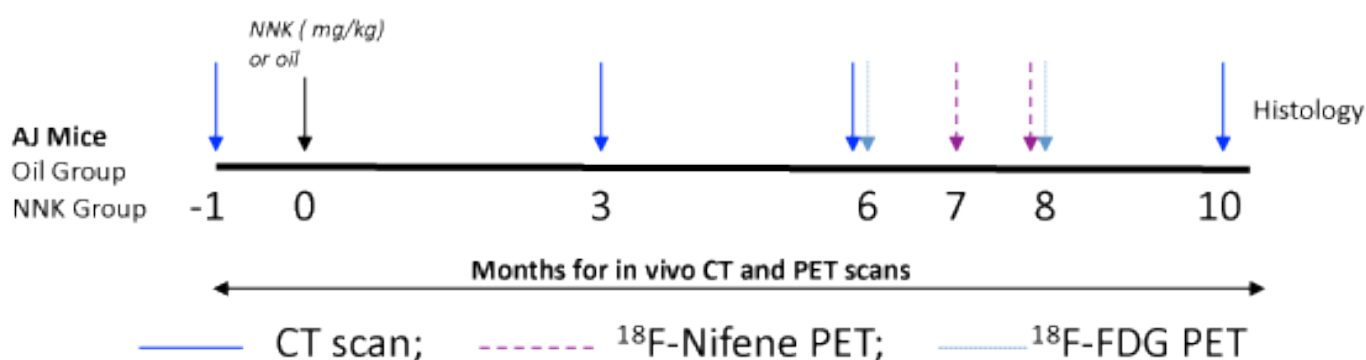 NNK ( mg/kg)
or oil
AJ Mice
Oil Group
Histology
NNK Group -1 0 3 6 7 8 10
Months for in vivo CT and PET scans
CT scan; ¹⁸F-Nifene PET; ¹⁸F-FDG PET